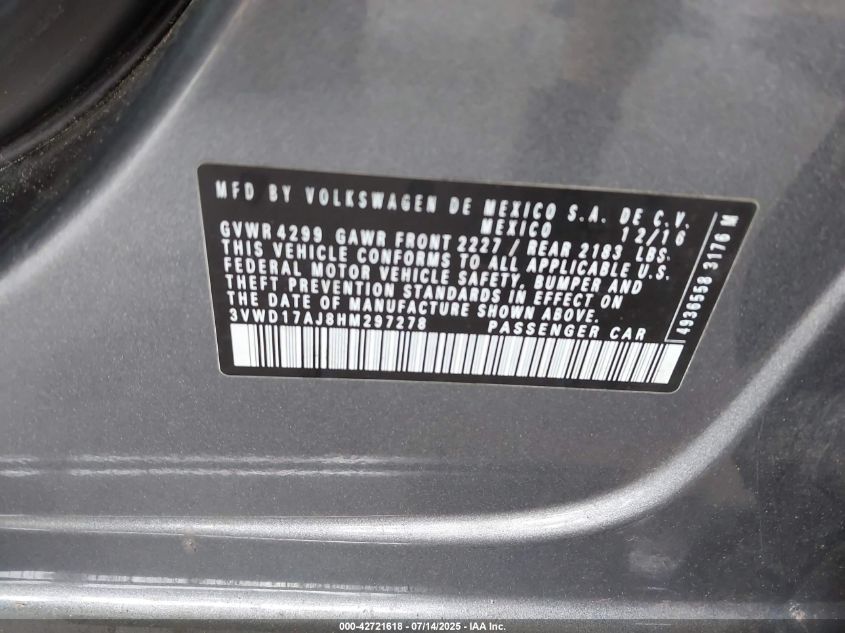 MFD BY VOLKSWAGEN DE MEXICO S.A. DE C.V.
MEXICO 12/16
GVWR 4299 GAWR FRONT 2227 / REAR 2183 LBS.
THIS VEHICLE CONFORMS TO ALL APPLICABLE U.S.
FEDERAL MOTOR VEHICLE SAFETY, BUMPER AND
THEFT PREVENTION STANDARDS IN EFFECT ON
THE DATE OF MANUFACTURE SHOWN ABOVE.
3VWD17AJ8HM297278 PASSENGER CAR
4936558 3176 M
000-42721618 - 07/14/2025 - IAA Inc.